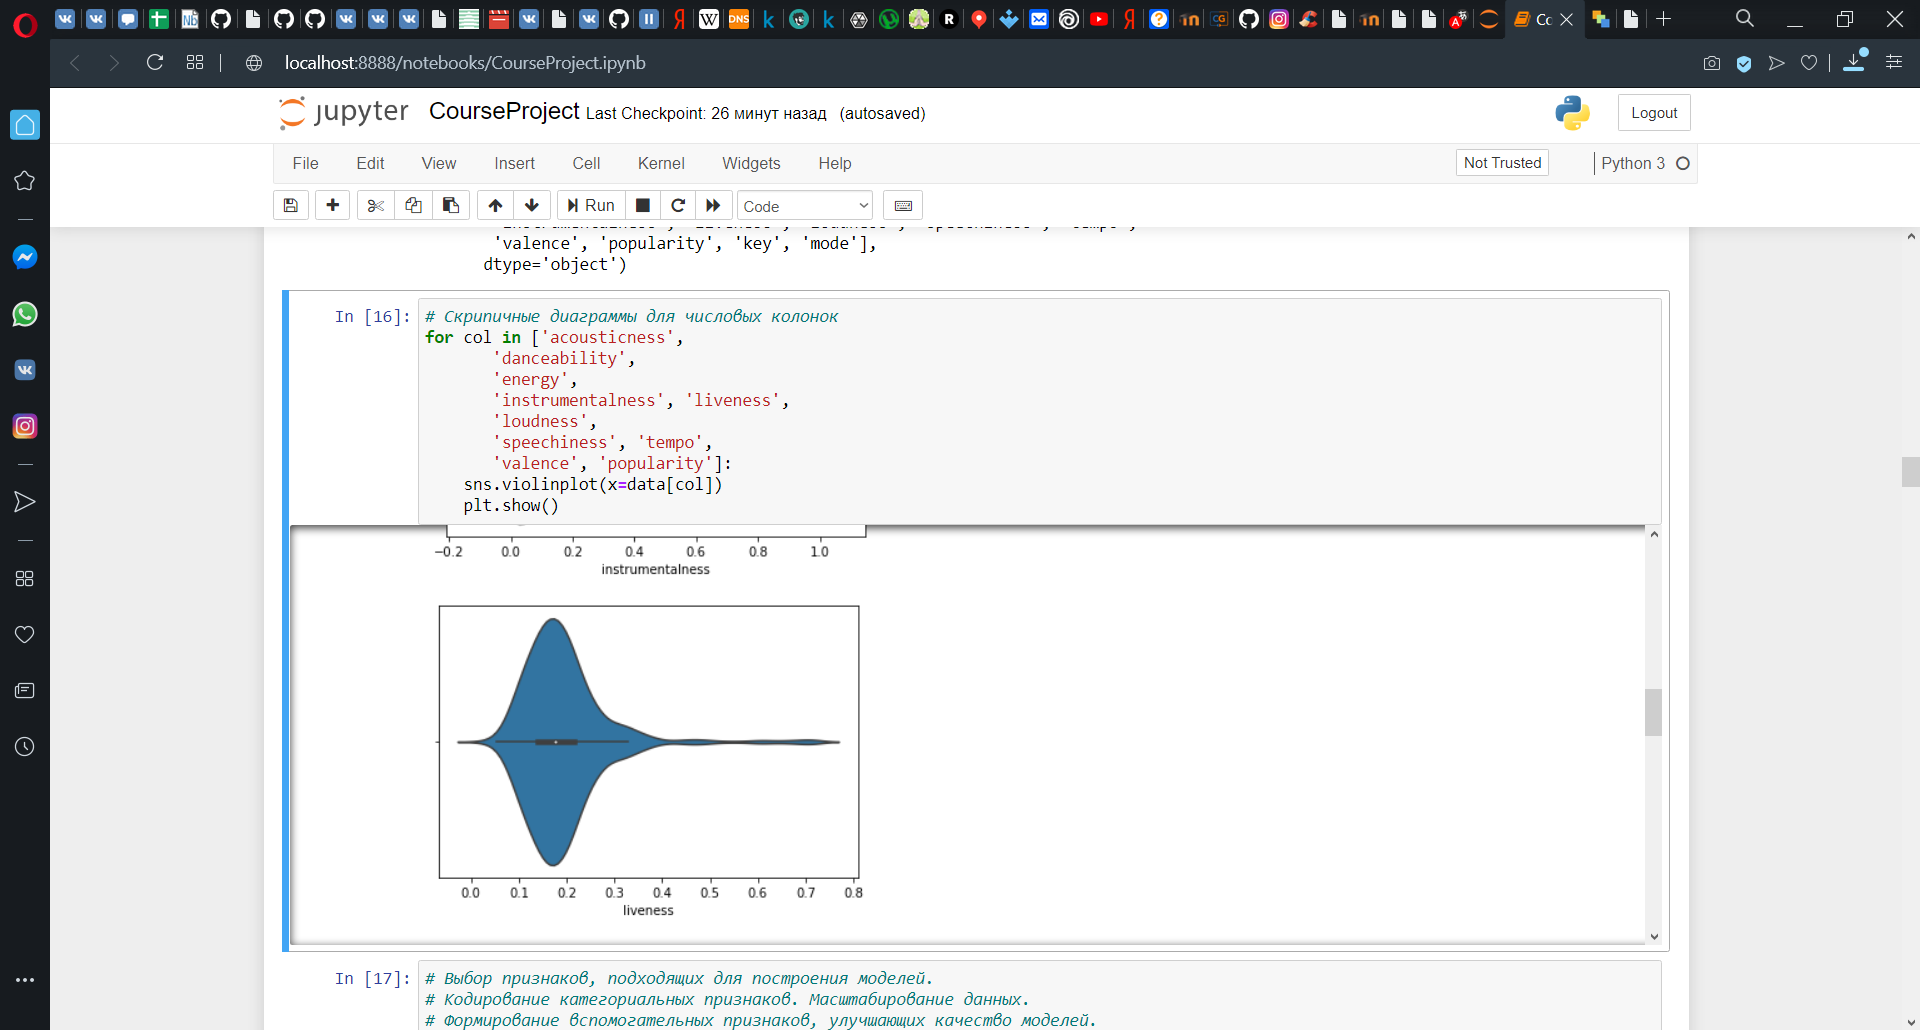 Co
localhost:8888/notebooks/CourseProject.ipynb
jupyter CourseProject Last Checkpoint: 26 минут назад (autosaved)
Logout
File Edit View Insert Cell Kernel Widgets Help
Not Trusted
Python 3
Run
Code
'valence', 'popularity', 'key', 'mode'],
dtype='object')
In [16]:
# Скрипичные диаграммы для числовых колонок
for col in ['acousticness',
'danceability',
'energy',
'instrumentalness', 'liveness',
'loudness',
'speechiness', 'tempo',
'valence', 'popularity']:
sns.violinplot(x=data[col])
plt.show()
−0.2 0.0 0.2 0.4 0.6 0.8 1.0
instrumentalness
0.0 0.1 0.2 0.3 0.4 0.5 0.6 0.7 0.8
liveness
In [17]:
# Выбор признаков, подходящих для построения моделей.
# Кодирование категориальных признаков. Масштабирование данных.
# Формирование вспомогательных признаков, улучшающих качество моделей.